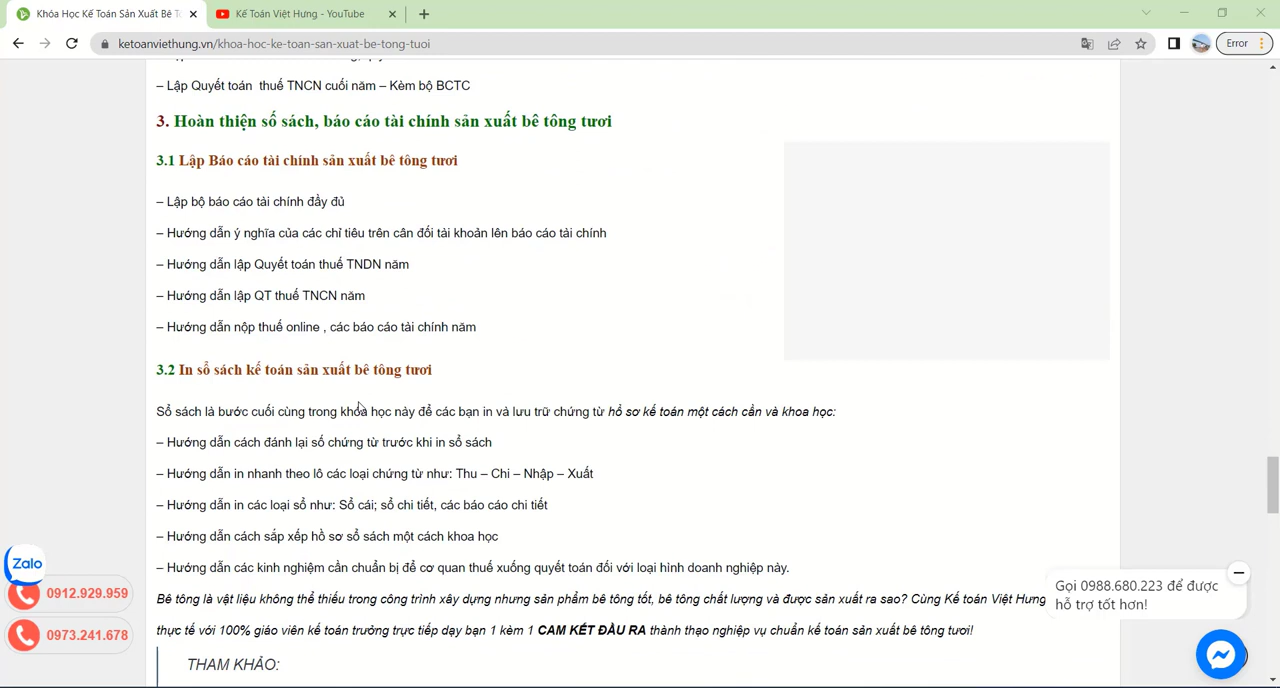 Khóa Học Kế Toán Sản Xuất Bê T
Kế Toán Việt Hưng - YouTube
ketoanviethung.vn/khoa-hoc-ke-toan-san-xuat-be-tong-tuoi
Error
– Lập Quyết toán thuế TNCN cuối năm – Kèm bộ BCTC
3. Hoàn thiện số sách, báo cáo tài chính sản xuất bê tông tươi
3.1 Lập Báo cáo tài chính sản xuất bê tông tươi
– Lập bộ báo cáo tài chính đầy đủ
– Hướng dẫn ý nghĩa của các chỉ tiêu trên cân đối tài khoản lên báo cáo tài chính
– Hướng dẫn lập Quyết toán thuế TNDN năm
– Hướng dẫn lập QT thuế TNCN năm
– Hướng dẫn nộp thuế online , các báo cáo tài chính năm
3.2 In sổ sách kế toán sản xuất bê tông tươi
Sổ sách là bước cuối cùng trong khóa học này để các bạn in và lưu trữ chứng từ hồ sơ kế toán một cách cần và khoa học:
– Hướng dẫn cách đánh lại số chứng từ trước khi in sổ sách
– Hướng dẫn in nhanh theo lô các loại chứng từ như: Thu – Chi – Nhập – Xuất
– Hướng dẫn in các loại sổ như: Sổ cái; sổ chi tiết, các báo cáo chi tiết
– Hướng dẫn cách sắp xếp hồ sơ sổ sách một cách khoa học
– Hướng dẫn các kinh nghiệm cần chuẩn bị để cơ quan thuế xuống quyết toán đối với loại hình doanh nghiệp này.
Bê tông là vật liệu không thể thiếu trong công trình xây dựng nhưng sản phẩm bê tông tốt, bê tông chất lượng và được sản xuất ra sao? Cùng Kế toán Việt Hưng
thực tế với 100% giáo viên kế toán trưởng trực tiếp dạy bạn 1 kèm 1 CAM KẾT ĐẦU RA thành thạo nghiệp vụ chuẩn kế toán sản xuất bê tông tươi!
THAM KHẢO:
Zalo
0912.929.959
0973.241.678
Gọi 0988.680.223 để được
hỗ trợ tốt hơn!